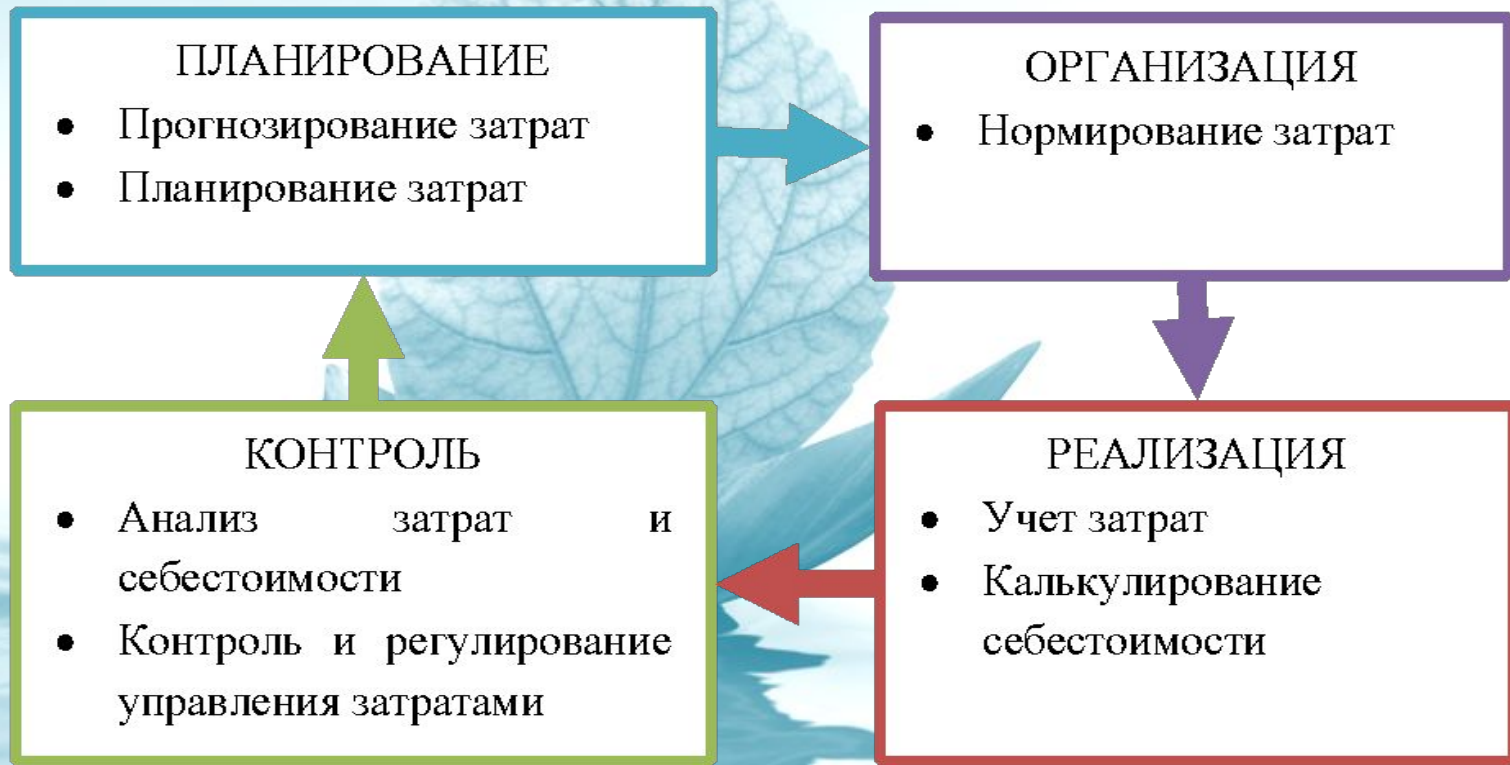 ПЛАНИРОВАНИЕ
• Прогнозирование затрат
• Планирование затрат
ОРГАНИЗАЦИЯ
• Нормирование затрат
КОНТРОЛЬ
• Анализ затрат и
себестоимости
• Контроль и регулирование
управления затратами
РЕАЛИЗАЦИЯ
• Учет затрат
• Калькулирование
себестоимости